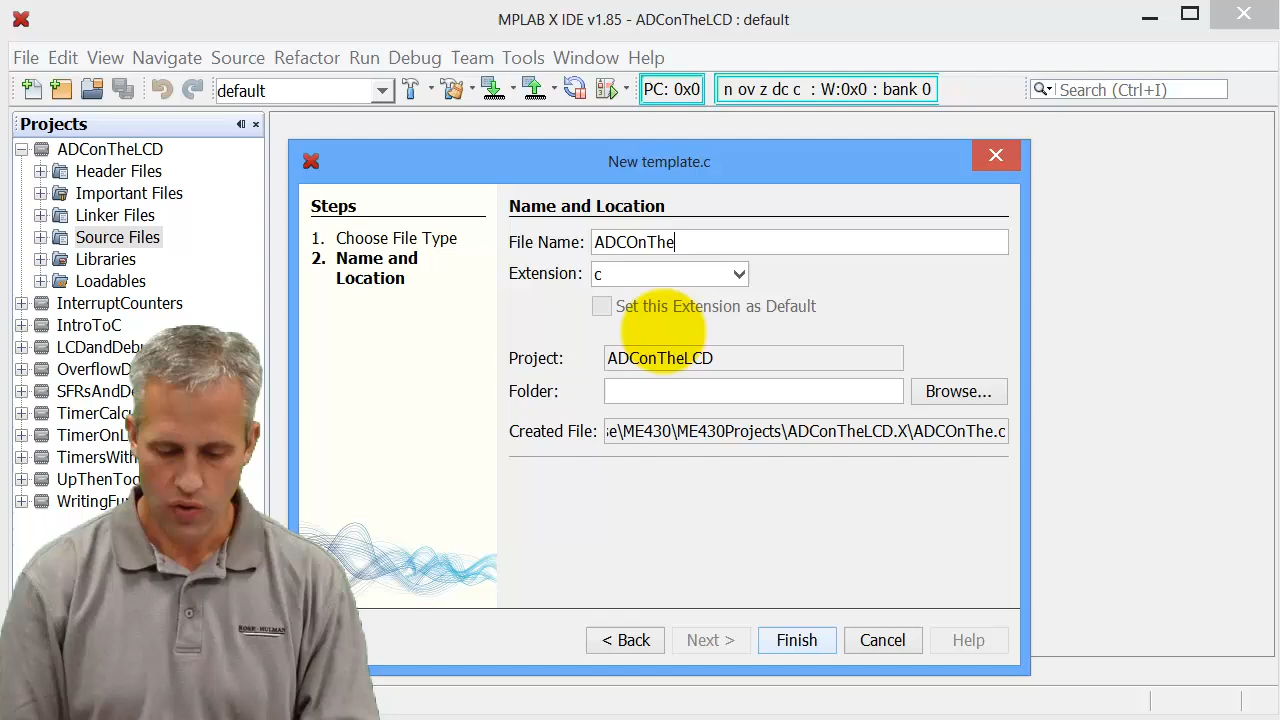 MPLAB X IDE v1.85 - ADConTheLCD : default
File Edit View Navigate Source Refactor Run Debug Team Tools Window Help
default
PC: 0x0
n ov z dc c : W:0x0 : bank 0
Search (Ctrl+I)
Projects
ADConTheLCD
Header Files
Important Files
Linker Files
Source Files
Libraries
Loadables
InterruptCounters
IntroToC
LCDandDeb
OverflowD
SFRsAndD
TimerCalc
TimerOnL
TimersWith
UpThenToc
WritingFu
New template.c
Steps
1. Choose File Type
2. Name and
Location
Name and Location
File Name: ADCOnThe
Extension: c
Set this Extension as Default
Project: ADConTheLCD
Folder:
Browse...
Created File: :e\ME430\ME430Projects\ADConTheLCD.X\ADCOnThe.c
< Back
Next >
Finish
Cancel
Help
ROSE-HULMAN